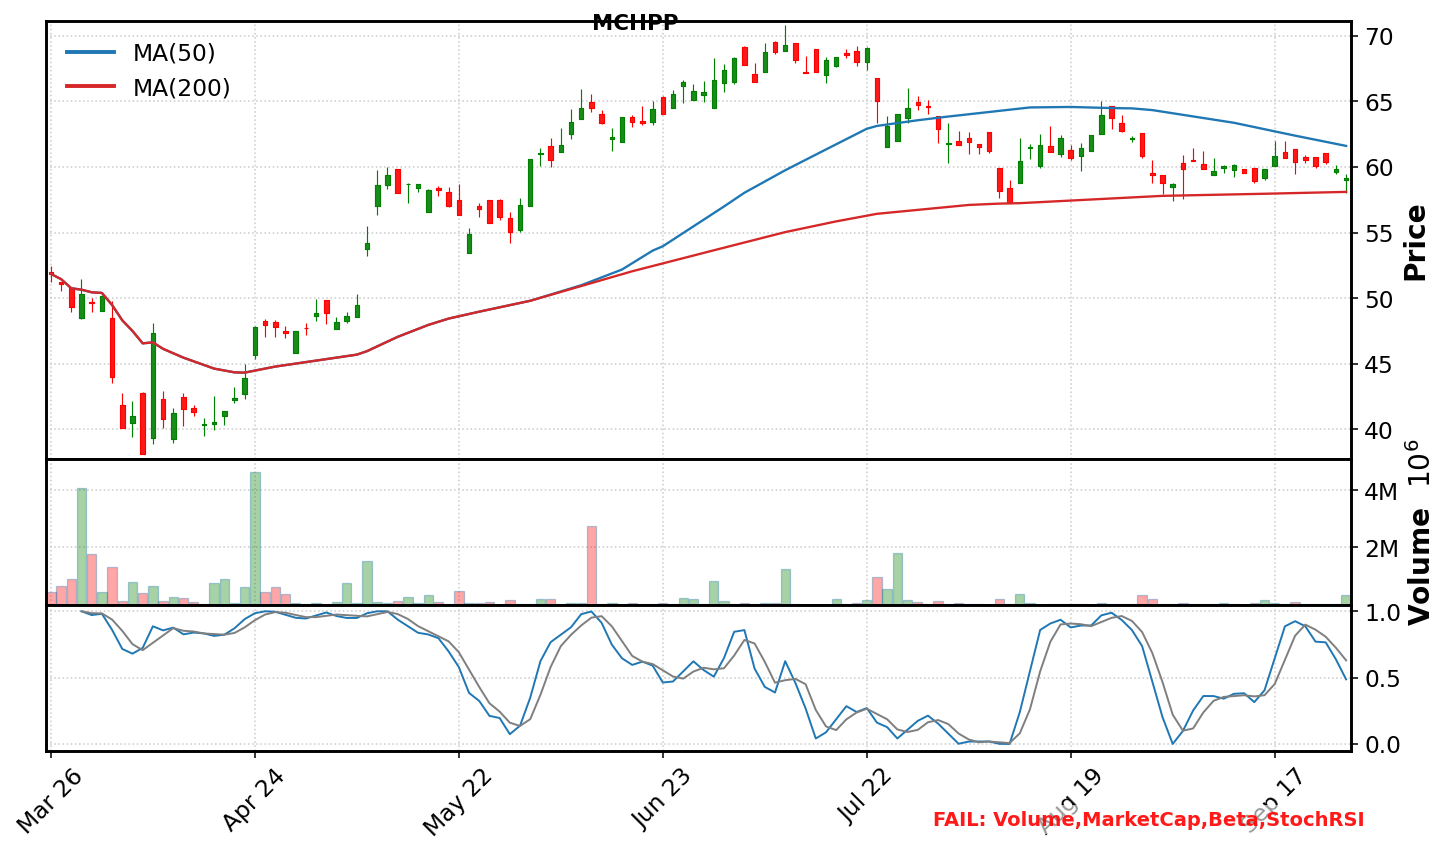 MCHPP
MA(50)
MA(200)
70
65
60
55
50
45
40
Price
4M
2M
Volume 10⁶
1.0
0.5
0.0
Mar 26
Apr 24
May 22
Jun 23
Jul 22
Aug 19
Sep 17
FAIL: Volume,MarketCap,Beta,StochRSI